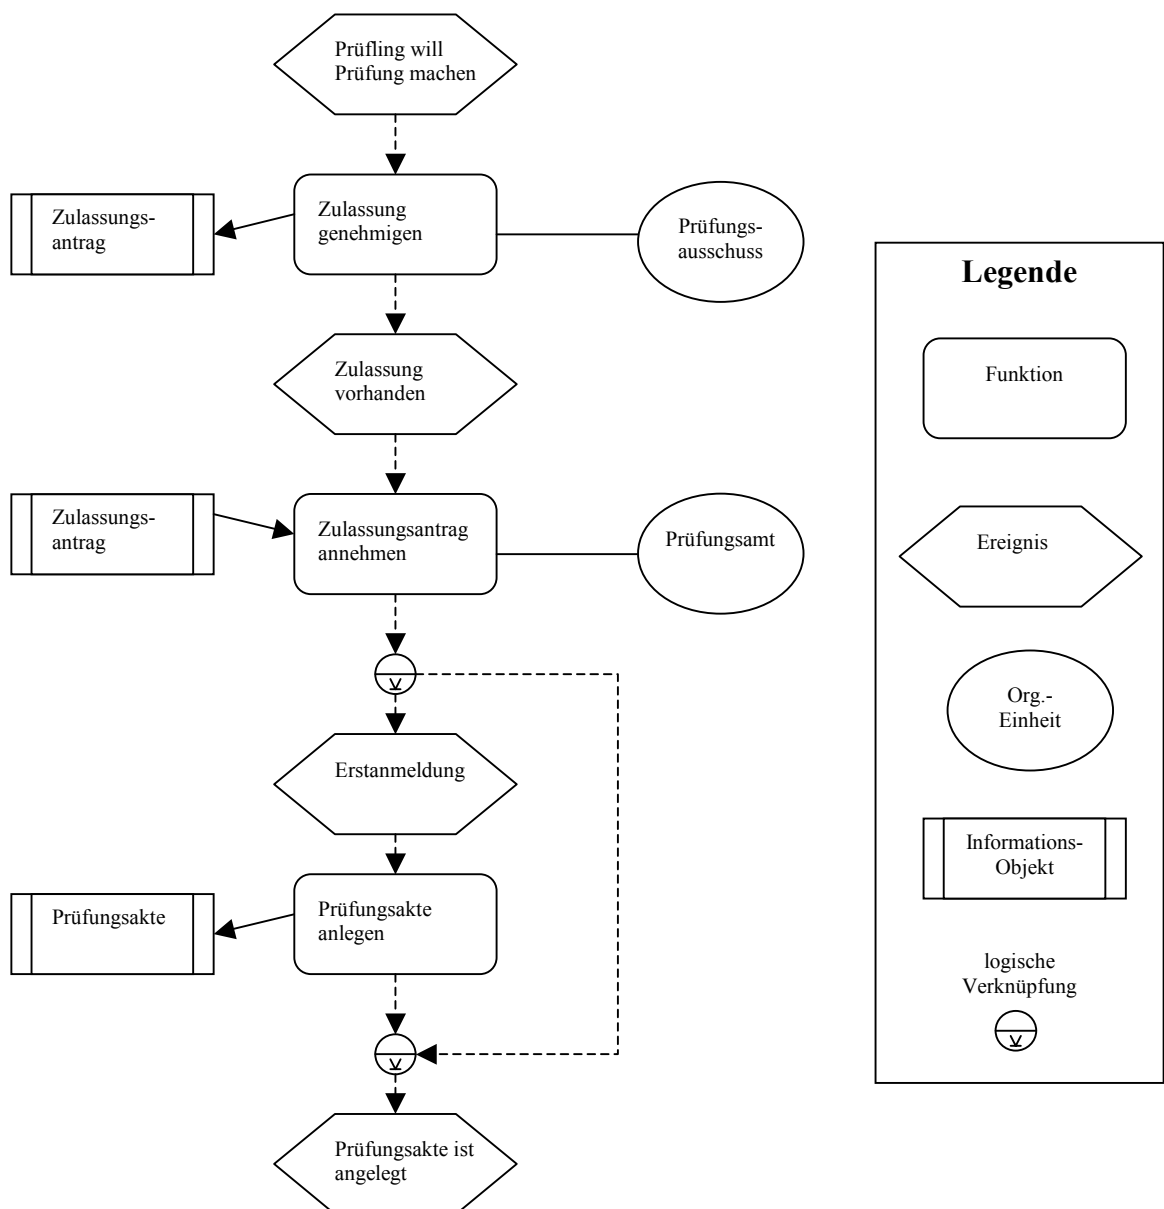 Prüfling will
Prüfung machen
Zulassungs-
antrag
Zulassung
genehmigen
Prüfungs-
ausschuss
Zulassung
vorhanden
Zulassungs-
antrag
Zulassungsantrag
annehmen
Prüfungsamt
V
Erstanmeldung
Prüfungsakte
Prüfungsakte
anlegen
V
Prüfungsakte ist
angelegt
Legende
Funktion
Ereignis
Org.-
Einheit
Informations-
Objekt
logische
Verknüpfung
V